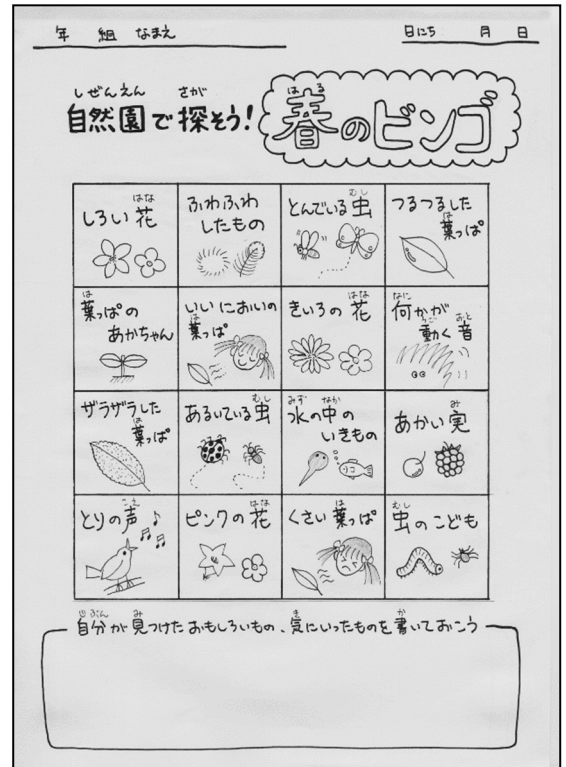 年 組 なまえ
日にち 月 日
しぜんえん さが
自然園で探そう!
はる
春のビンゴ
はな
しろい花
ふわふわ
したもの
むし
とんでいる虫
つるつるした
は
葉っぱ
は
葉っぱの
あかちゃん
いいにおいの
は
葉っぱ
はな
きいろの花
なに
何かが
うご おと
動く音
ザラザラした
は
葉っぱ
むし
あるいている虫
みず なか
水の中の
いきもの
み
あかい実
こえ
とりの声
はな
ピンクの花
は
くさい葉っぱ
むし
虫のこども
じぶん み き か
自分が見つけたおもしろいもの、気にいったものを書いておこう